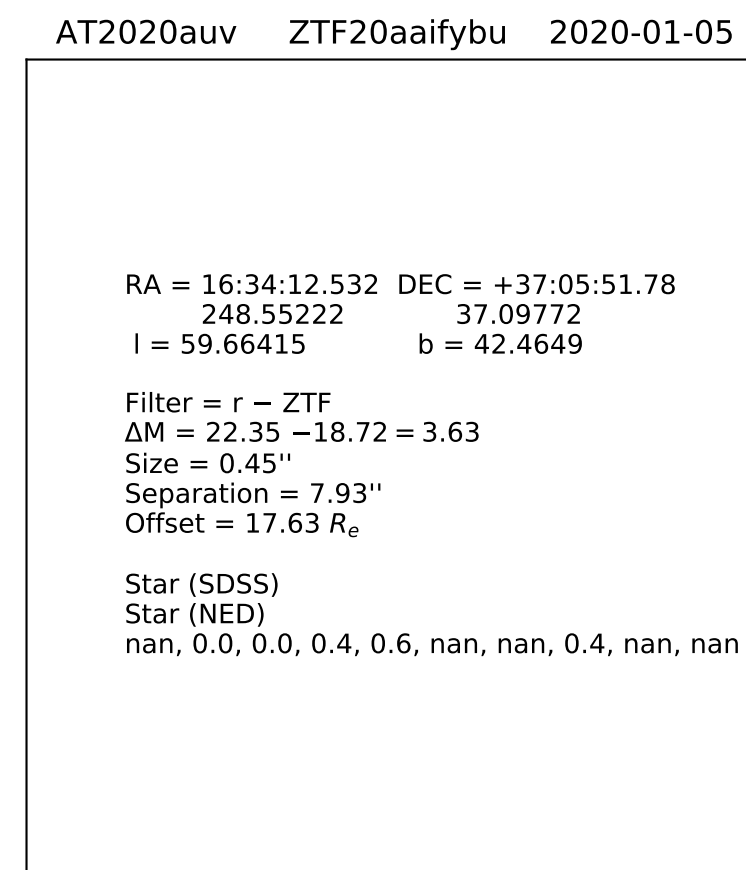 AT2020auv ZTF20aaifybu 2020-01-05
RA = 16:34:12.532 DEC = +37:05:51.78
248.55222 37.09772
l = 59.66415 b = 42.4649
Filter = r − ZTF
ΔM = 22.35 −18.72 = 3.63
Size = 0.45''
Separation = 7.93''
Offset = 17.63 Re
Star (SDSS)
Star (NED)
nan, 0.0, 0.0, 0.4, 0.6, nan, nan, 0.4, nan, nan